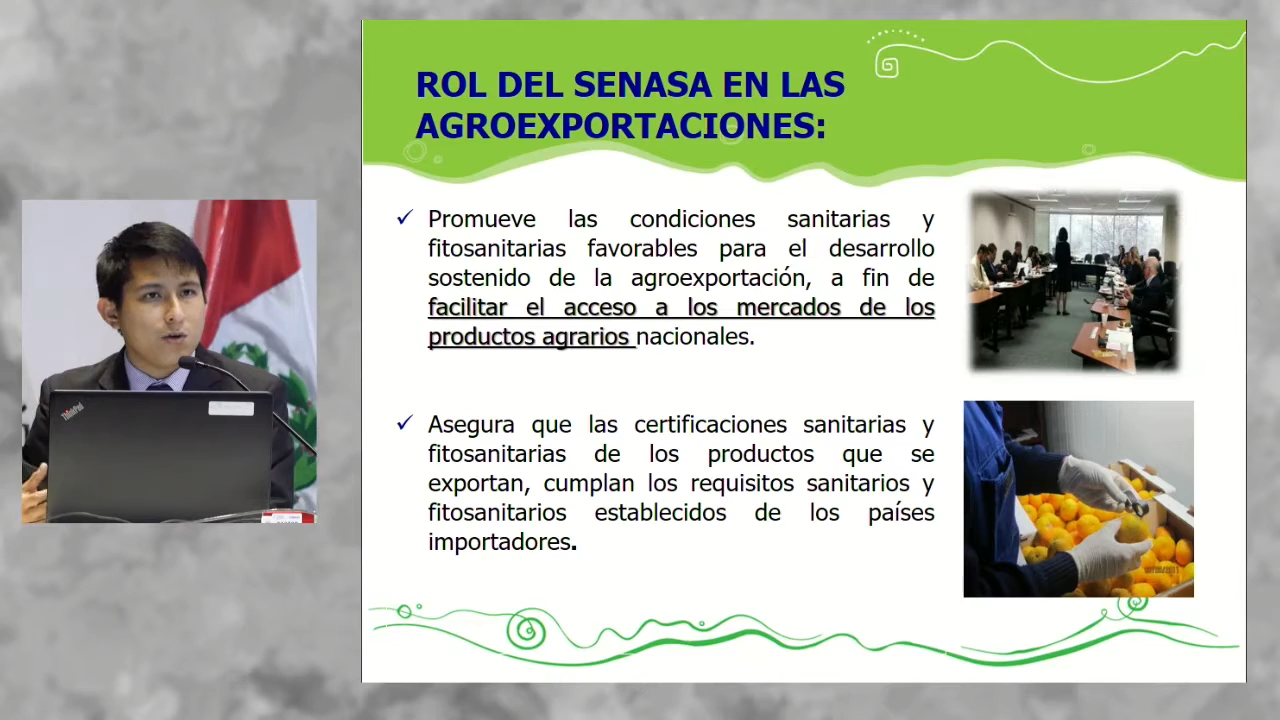 ROL DEL SENASA EN LAS
AGROEXPORTACIONES:
✓ Promueve las condiciones sanitarias y
fitosanitarias favorables para el desarrollo
sostenido de la agroexportación, a fin de
facilitar el acceso a los mercados de los
productos agrarios nacionales.
✓ Asegura que las certificaciones sanitarias y
fitosanitarias de los productos que se
exportan, cumplan los requisitos sanitarios y
fitosanitarios establecidos de los países
importadores.
ThinkPad